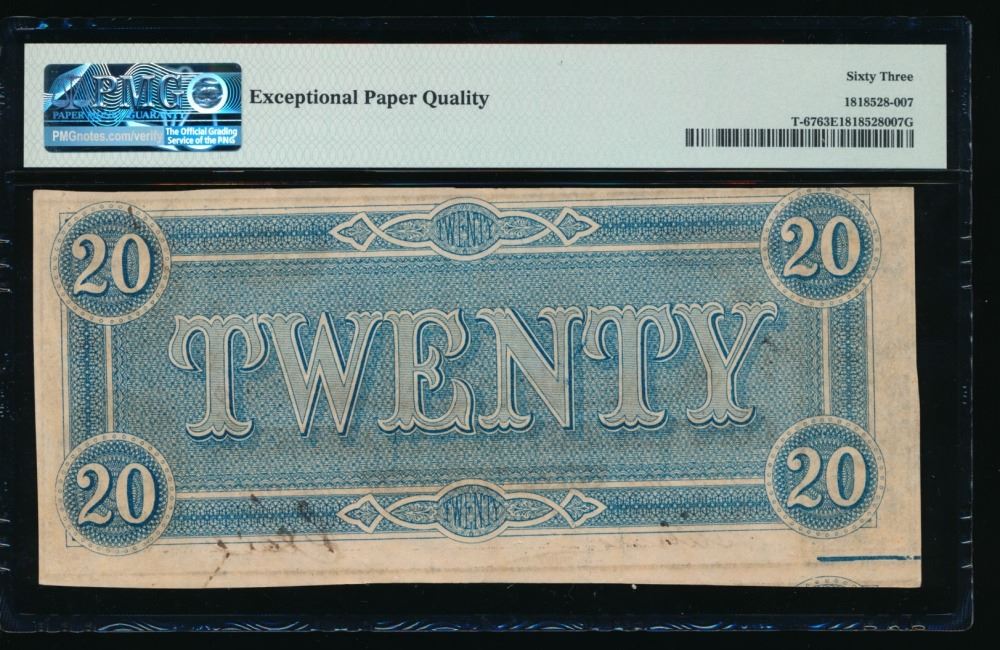 PMG
PAPER MONEY GUARANTY
PMGnotes.com/verify
The Official Grading
Service of the PNG
Exceptional Paper Quality
Sixty Three
1818528-007
T-6763E1818528007G
20
TWENTY
20
TWENTY
20
TWENTY
20